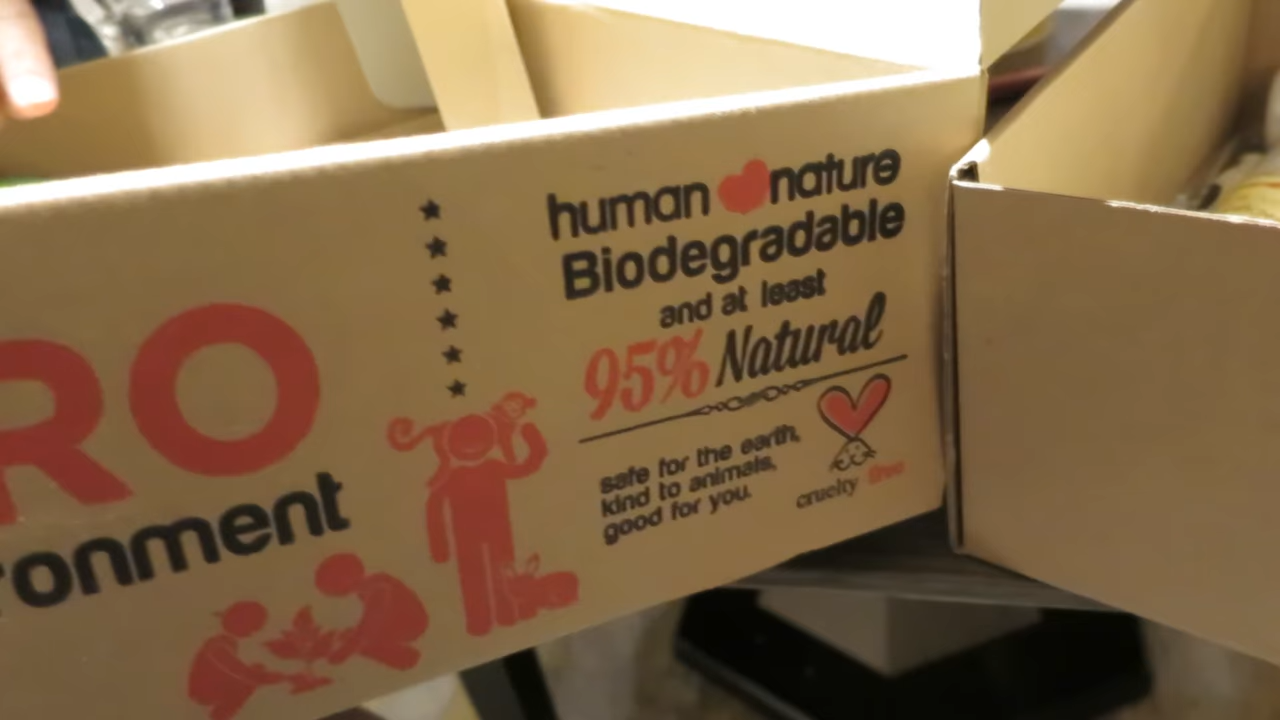 RO
ronment
human nature
Biodegradable
and at least
95% Natural
safe for the earth,
kind to animals,
good for you.
cruelty free